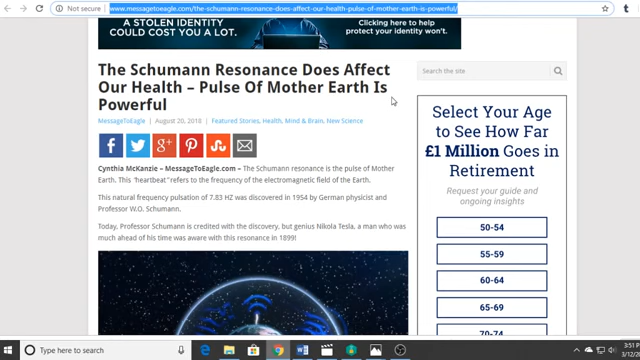 Not secure
www.messagetoeagle.com/the-schumann-resonance-does-affect-our-health-pulse-of-mother-earth-is-powerful/
A STOLEN IDENTITY
COULD COST YOU A LOT.
Clicking here to help
protect your identity won't.
The Schumann Resonance Does Affect
Our Health – Pulse Of Mother Earth Is
Powerful
MessageToEagle | August 20, 2018 | Featured Stories, Health, Mind & Brain, New Science
Cynthia McKanzie – MessageToEagle.com – The Schumann resonance is the pulse of Mother
Earth. This "heartbeat" refers to the frequency of the electromagnetic field of the Earth.
This natural frequency pulsation of 7.83 HZ was discovered in 1954 by German physicist and
Professor W.O. Schumann.
Today, Professor Schumann is credited with the discovery, but genius Nikola Tesla, a man who was
much ahead of his time was aware with this resonance in 1899!
Search the site
Select Your Age
to See How Far
£1 Million Goes in
Retirement
Request your guide and
ongoing insights
50-54
55-59
60-64
65-69
70-74
Type here to search
3:51 P